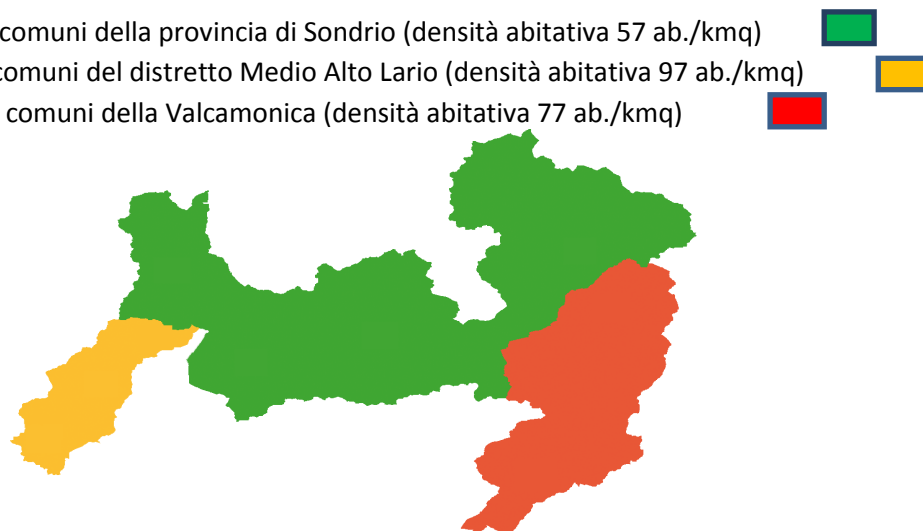 comuni della provincia di Sondrio (densità abitativa 57 ab./kmq)
comuni del distretto Medio Alto Lario (densità abitativa 97 ab./kmq)
comuni della Valcamonica (densità abitativa 77 ab./kmq)